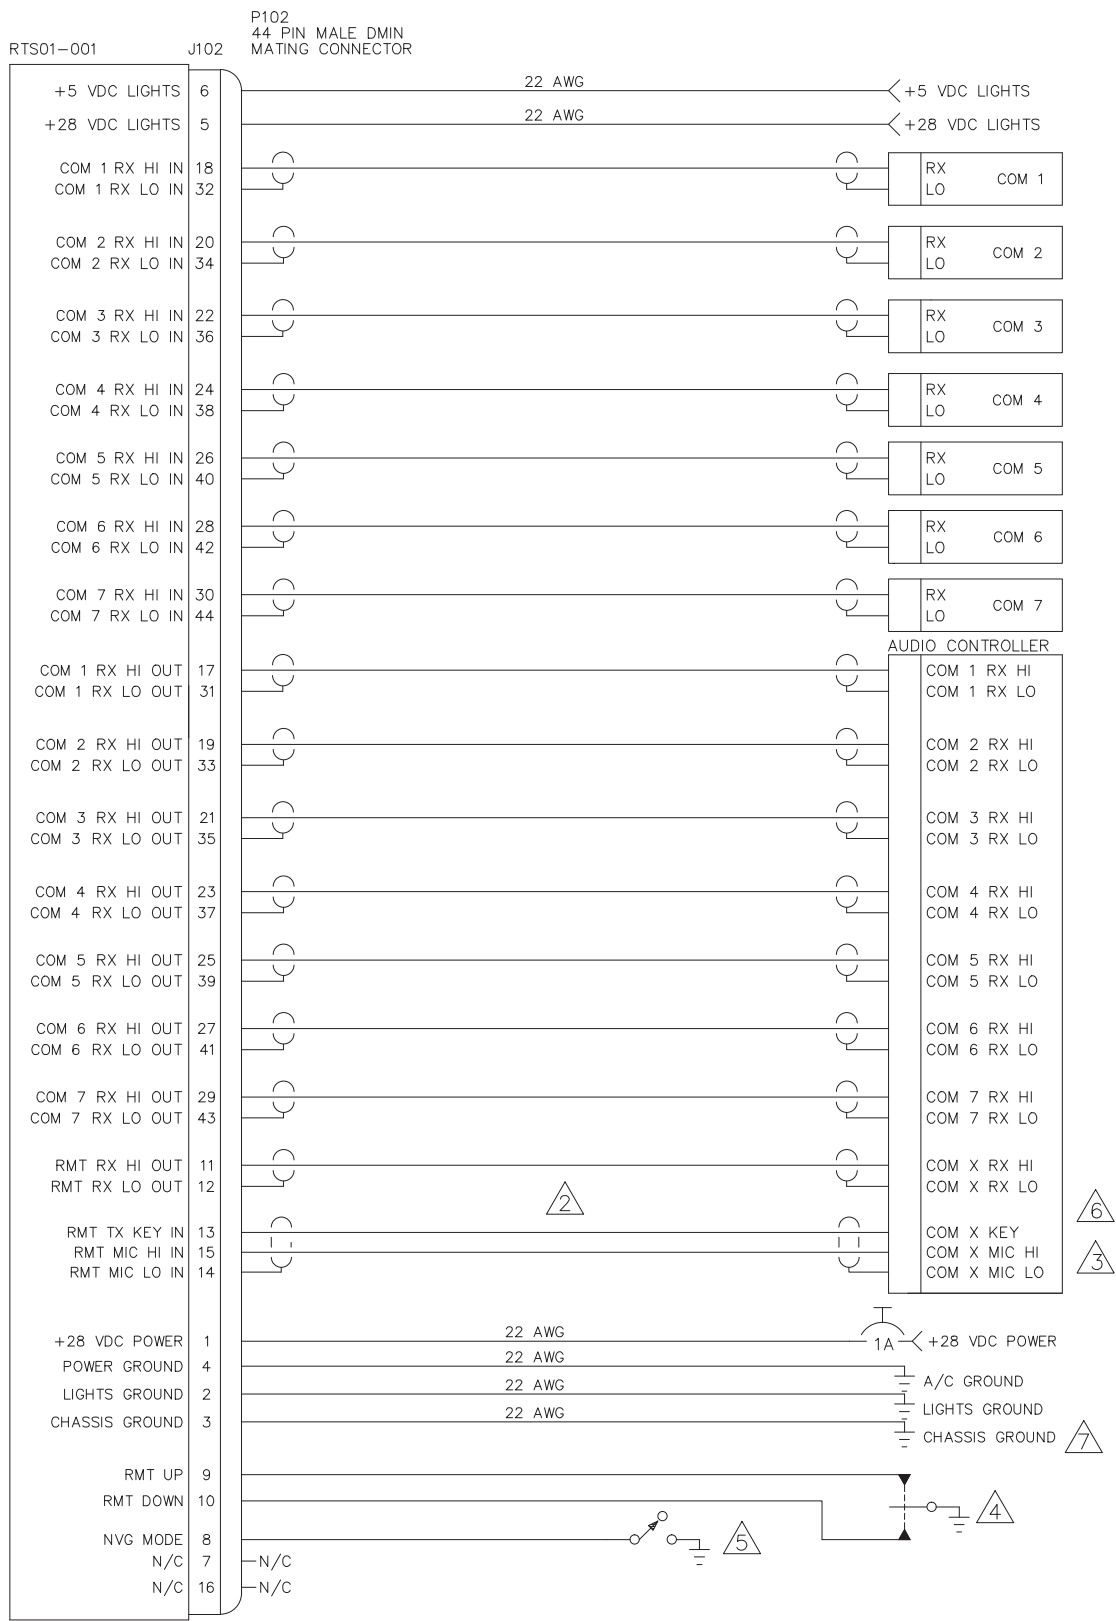 P102
44 PIN MALE DMIN
RTS01-001 J102 MATING CONNECTOR
+5 VDC LIGHTS 6 22 AWG +5 VDC LIGHTS
+28 VDC LIGHTS 5 22 AWG +28 VDC LIGHTS
COM 1 RX HI IN 18 RX
COM 1 RX LO IN 32 LO COM 1
COM 2 RX HI IN 20 RX
COM 2 RX LO IN 34 LO COM 2
COM 3 RX HI IN 22 RX
COM 3 RX LO IN 36 LO COM 3
COM 4 RX HI IN 24 RX
COM 4 RX LO IN 38 LO COM 4
COM 5 RX HI IN 26 RX
COM 5 RX LO IN 40 LO COM 5
COM 6 RX HI IN 28 RX
COM 6 RX LO IN 42 LO COM 6
COM 7 RX HI IN 30 RX
COM 7 RX LO IN 44 LO COM 7
AUDIO CONTROLLER
COM 1 RX HI OUT 17 COM 1 RX HI
COM 1 RX LO OUT 31 COM 1 RX LO
COM 2 RX HI OUT 19 COM 2 RX HI
COM 2 RX LO OUT 33 COM 2 RX LO
COM 3 RX HI OUT 21 COM 3 RX HI
COM 3 RX LO OUT 35 COM 3 RX LO
COM 4 RX HI OUT 23 COM 4 RX HI
COM 4 RX LO OUT 37 COM 4 RX LO
COM 5 RX HI OUT 25 COM 5 RX HI
COM 5 RX LO OUT 39 COM 5 RX LO
COM 6 RX HI OUT 27 COM 6 RX HI
COM 6 RX LO OUT 41 COM 6 RX LO
COM 7 RX HI OUT 29 COM 7 RX HI
COM 7 RX LO OUT 43 COM 7 RX LO
RMT RX HI OUT 11 COM X RX HI
RMT RX LO OUT 12 COM X RX LO
2 6
RMT TX KEY IN 13 COM X KEY
RMT MIC HI IN 15 COM X MIC HI
3
RMT MIC LO IN 14 COM X MIC LO
+28 VDC POWER 1 22 AWG 1A +28 VDC POWER
POWER GROUND 4 22 AWG A/C GROUND
LIGHTS GROUND 2 22 AWG LIGHTS GROUND
CHASSIS GROUND 3 22 AWG CHASSIS GROUND 7
RMT UP 9
RMT DOWN 10 4
NVG MODE 8 5
N/C 7 N/C
N/C 16 N/C